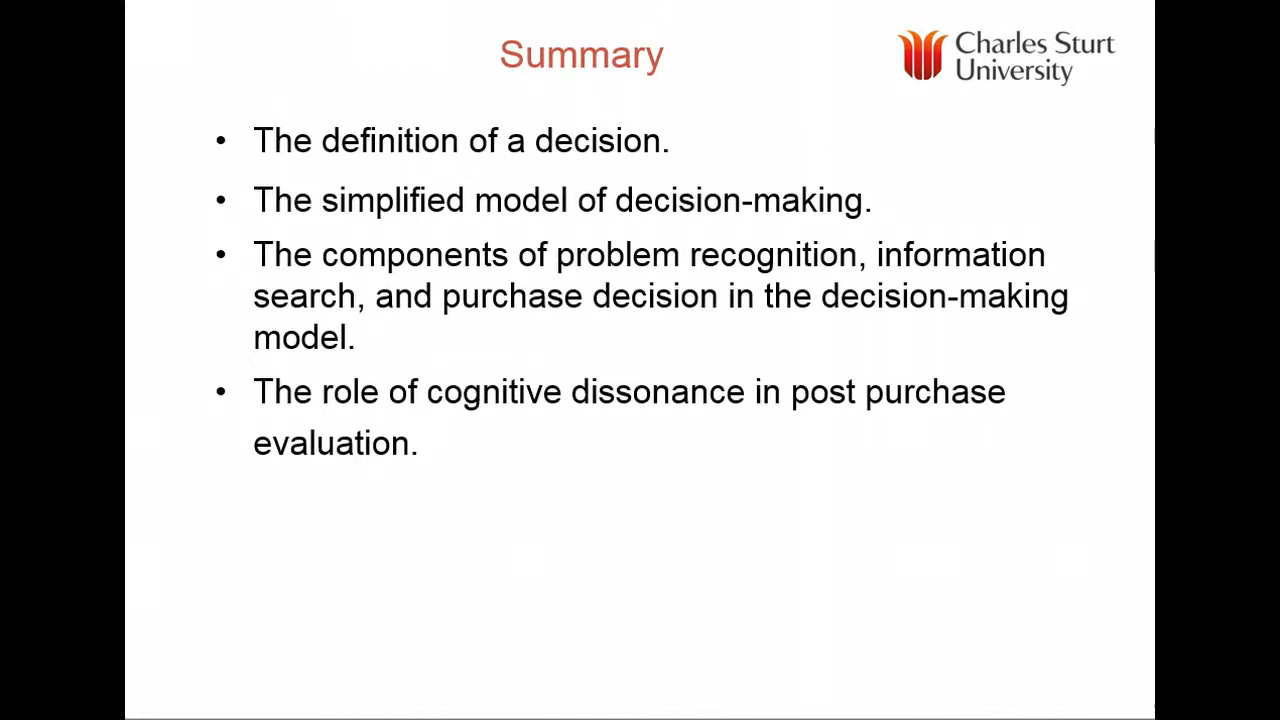 Summary
Charles Sturt
University
• The definition of a decision.
• The simplified model of decision-making.
• The components of problem recognition, information
search, and purchase decision in the decision-making
model.
• The role of cognitive dissonance in post purchase
evaluation.